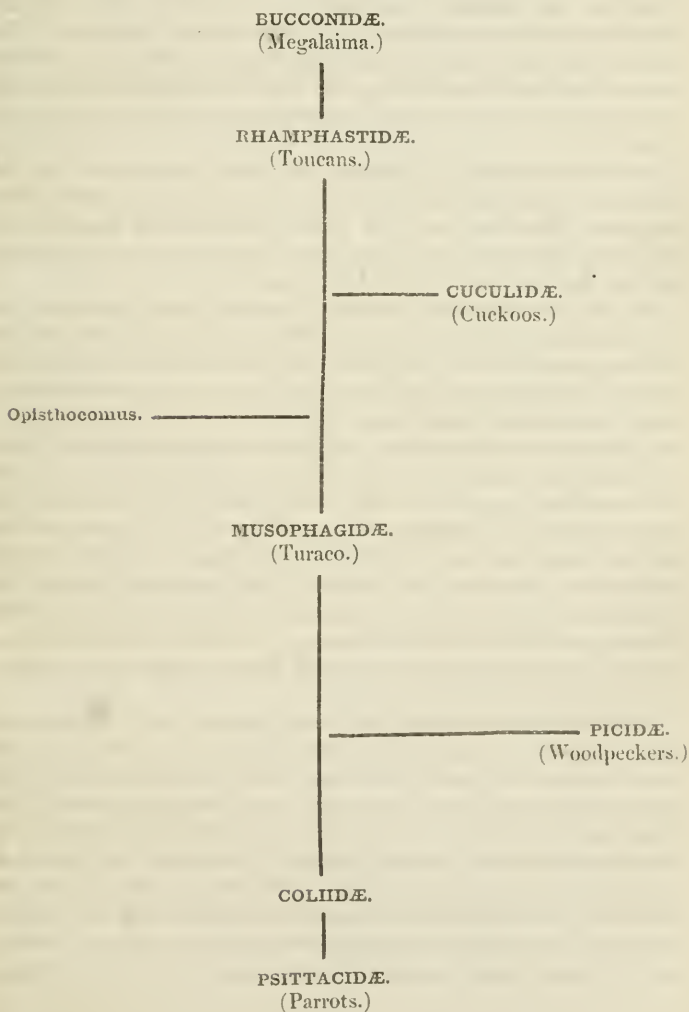 BUCCONIDÆ.
(Megalaima.)
RHAMPHASTIDÆ.
(Toucans.)
CUCULIDÆ.
(Cuckoos.)
Opisthocomus.
MUSOPHAGIDÆ.
(Turaco.)
PICIDÆ.
(Woodpeckers.)
COLIIDÆ.
PSITTACIDÆ.
(Parrots.)